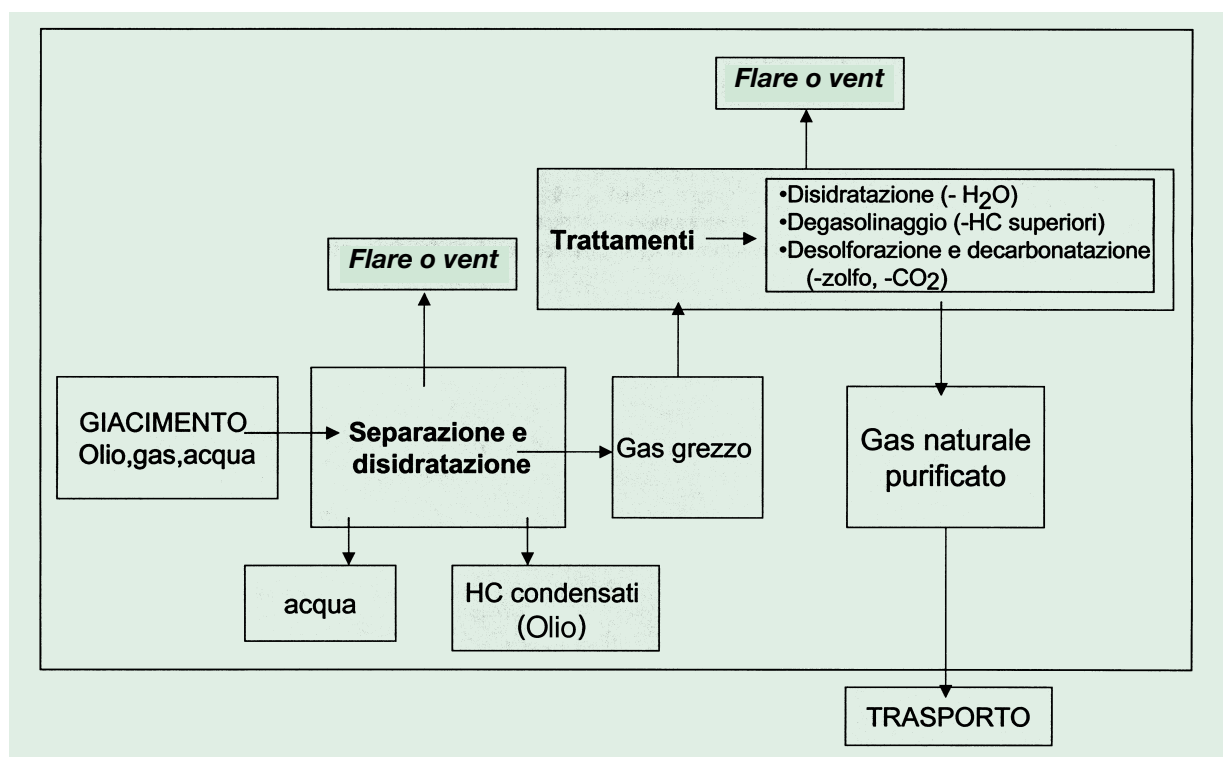 Flare o vent
Trattamenti
•Disidratazione (- H₂O)
•Degasolinaggio (-HC superiori)
•Desolforazione e decarbonatazione
(-zolfo, -CO₂)
Flare o vent
GIACIMENTO
Olio,gas,acqua
Separazione e
disidratazione
Gas grezzo
Gas naturale
purificato
acqua
HC condensati
(Olio)
TRASPORTO